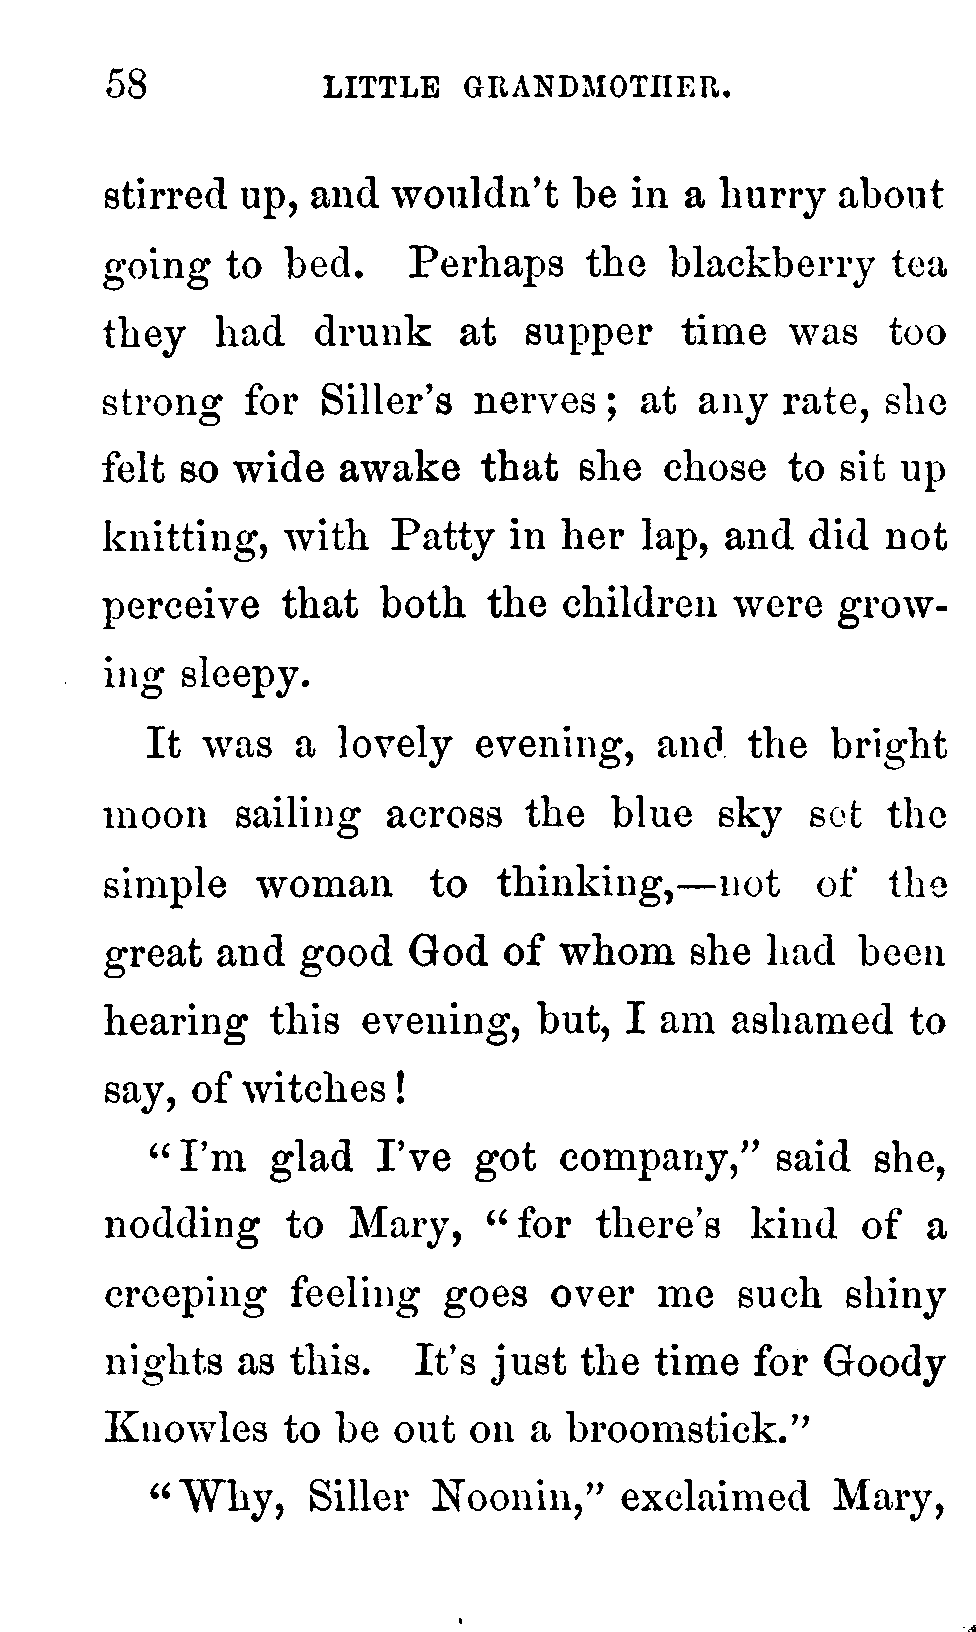 58 LITTLE GRANDMOTHER.
stirred up, and wouldn't be in a hurry about
going to bed. Perhaps the blackberry tea
they had drunk at supper time was too
strong for Siller's nerves; at any rate, she
felt so wide awake that she chose to sit up
knitting, with Patty in her lap, and did not
perceive that both the children were grow-
ing sleepy.
It was a lovely evening, and the bright
moon sailing across the blue sky set the
simple woman to thinking,—not of the
great and good God of whom she had been
hearing this evening, but, I am ashamed to
say, of witches!
"I'm glad I've got company," said she,
nodding to Mary, "for there's kind of a
creeping feeling goes over me such shiny
nights as this. It's just the time for Goody
Knowles to be out on a broomstick."
"Why, Siller Noonin," exclaimed Mary,